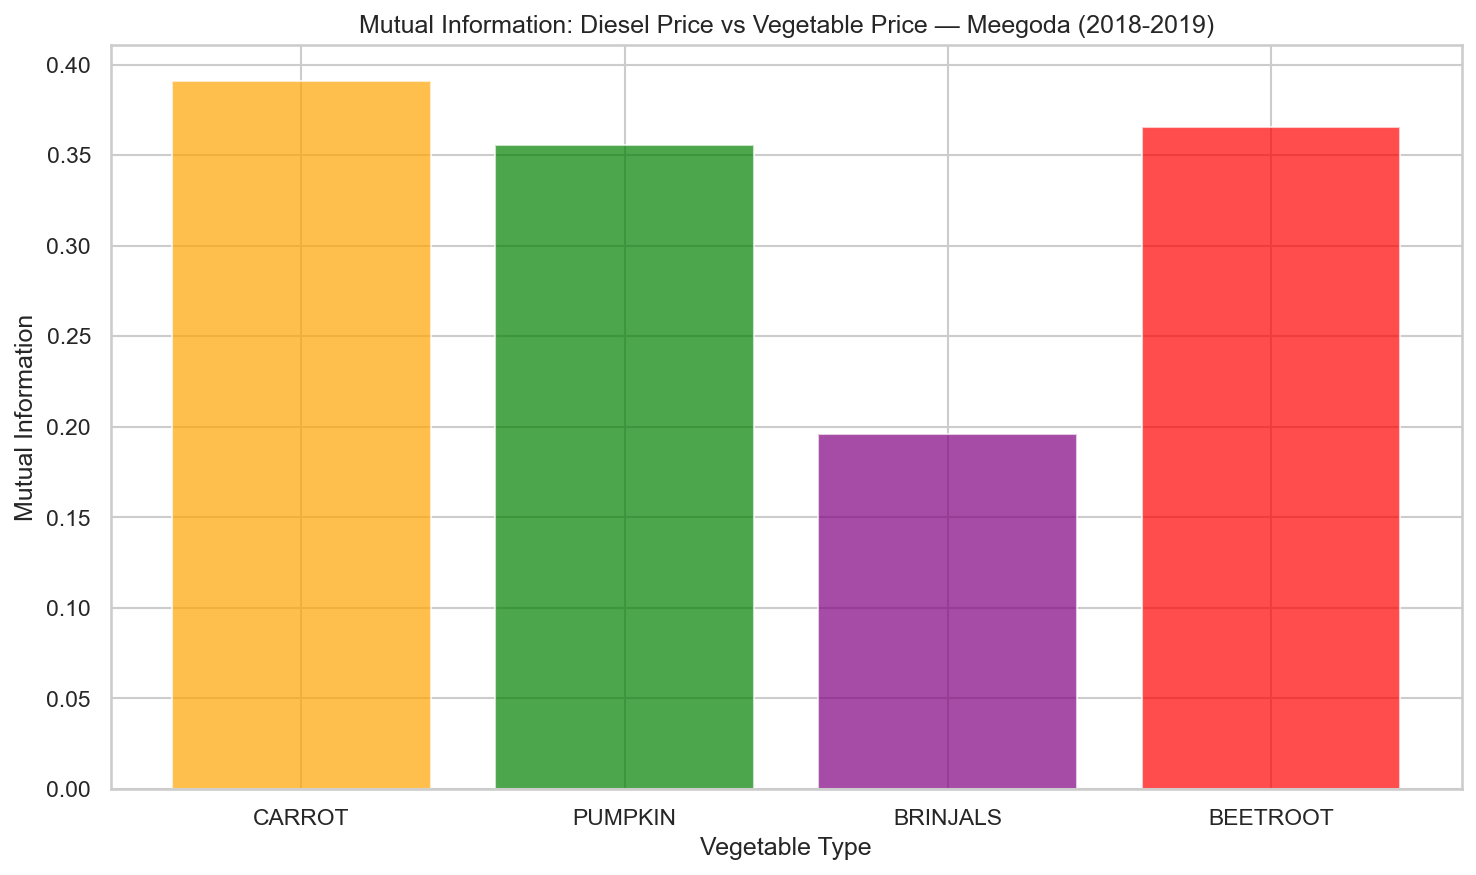 Mutual Information: Diesel Price vs Vegetable Price — Meegoda (2018-2019)
Mutual Information
0.40
0.35
0.30
0.25
0.20
0.15
0.10
0.05
0.00
CARROT PUMPKIN BRINJALS BEETROOT
Vegetable Type